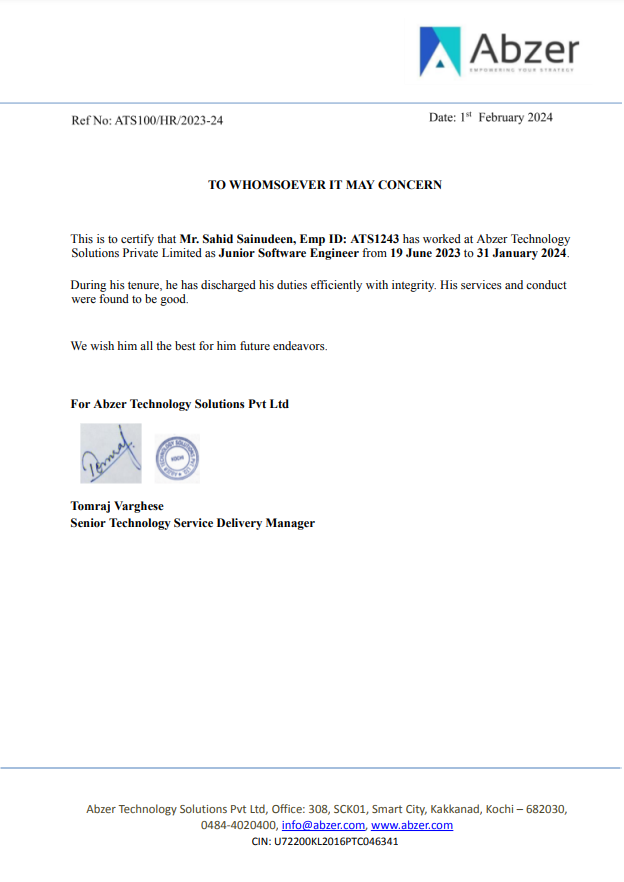 Abzer
EMPOWERING YOUR STRATEGY
Ref No: ATS100/HR/2023-24
Date: 1st February 2024
TO WHOMSOEVER IT MAY CONCERN
This is to certify that Mr. Sahid Sainudeen, Emp ID: ATS1243 has worked at Abzer Technology
Solutions Private Limited as Junior Software Engineer from 19 June 2023 to 31 January 2024.
During his tenure, he has discharged his duties efficiently with integrity. His services and conduct
were found to be good.
We wish him all the best for him future endeavors.
For Abzer Technology Solutions Pvt Ltd
Tomraj
KOCHI
Tomraj Varghese
Senior Technology Service Delivery Manager
Abzer Technology Solutions Pvt Ltd, Office: 308, SCK01, Smart City, Kakkanad, Kochi – 682030,
0484-4020400, info@abzer.com, www.abzer.com
CIN: U72200KL2016PTC046341